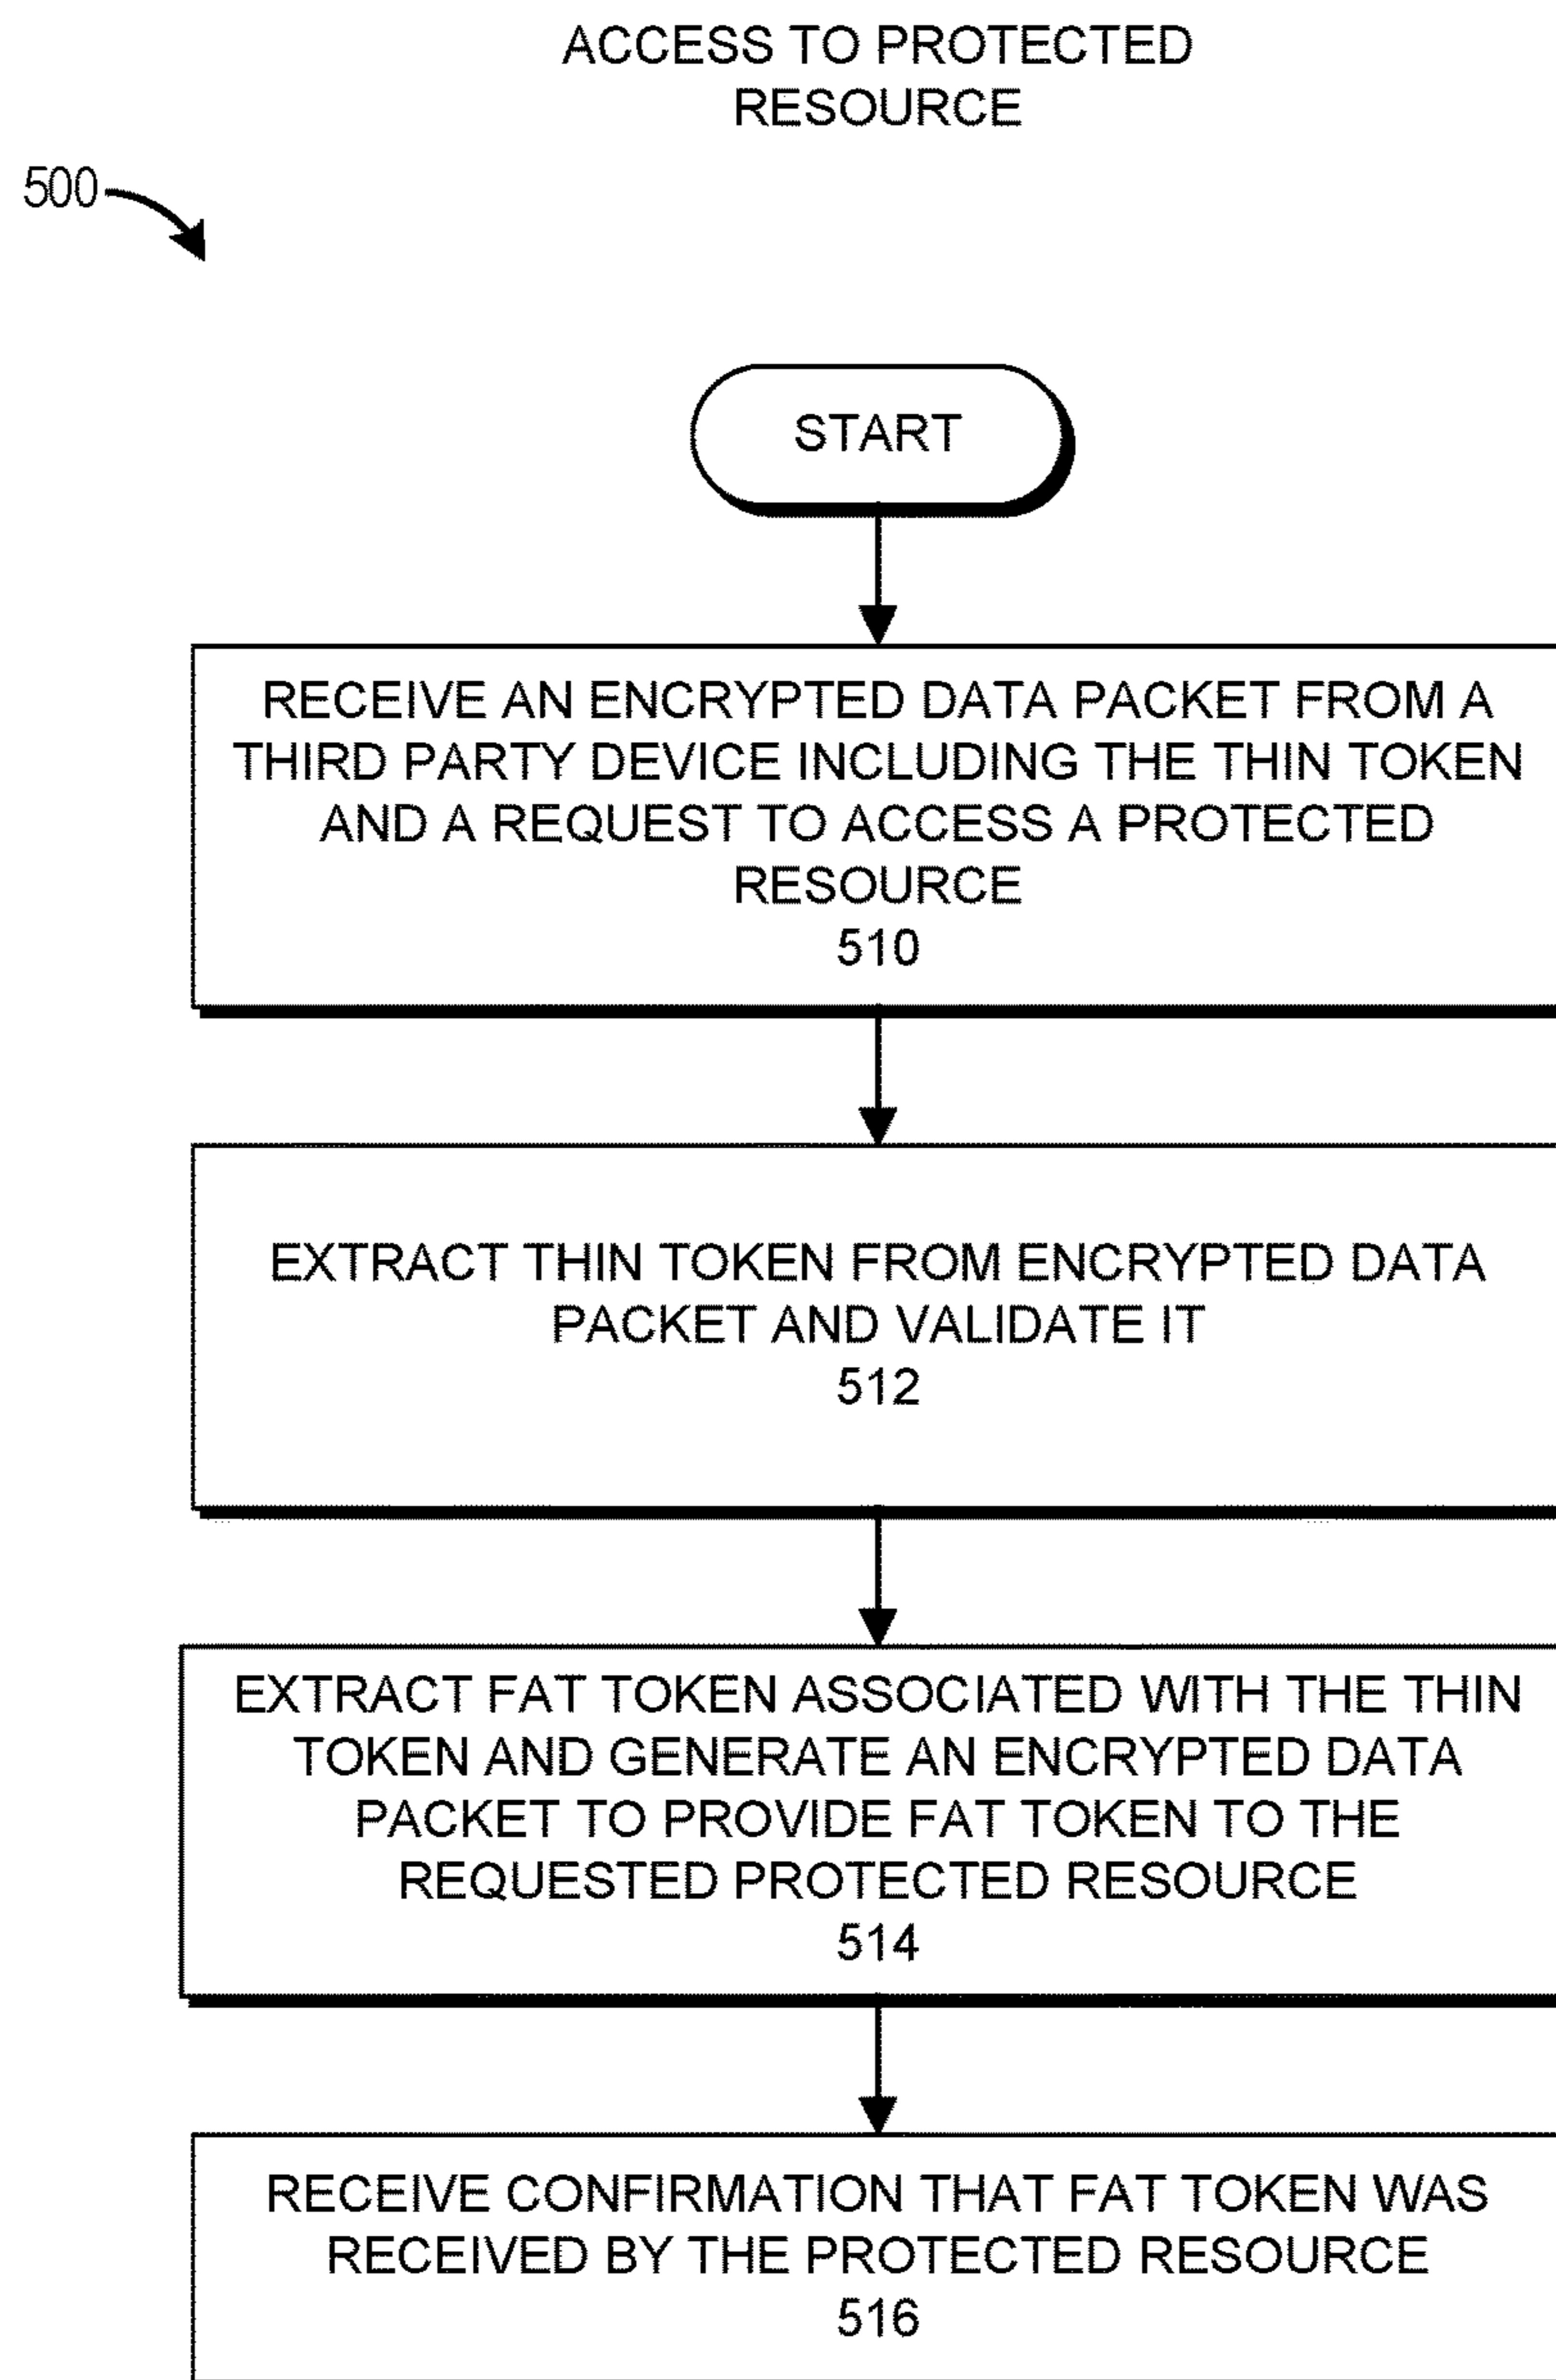 ACCESS TO PROTECTED
RESOURCE
500
START
RECEIVE AN ENCRYPTED DATA PACKET FROM A
THIRD PARTY DEVICE INCLUDING THE THIN TOKEN
AND A REQUEST TO ACCESS A PROTECTED
RESOURCE
510
EXTRACT THIN TOKEN FROM ENCRYPTED DATA
PACKET AND VALIDATE IT
512
EXTRACT FAT TOKEN ASSOCIATED WITH THE THIN
TOKEN AND GENERATE AN ENCRYPTED DATA
PACKET TO PROVIDE FAT TOKEN TO THE
REQUESTED PROTECTED RESOURCE
514
RECEIVE CONFIRMATION THAT FAT TOKEN WAS
RECEIVED BY THE PROTECTED RESOURCE
516